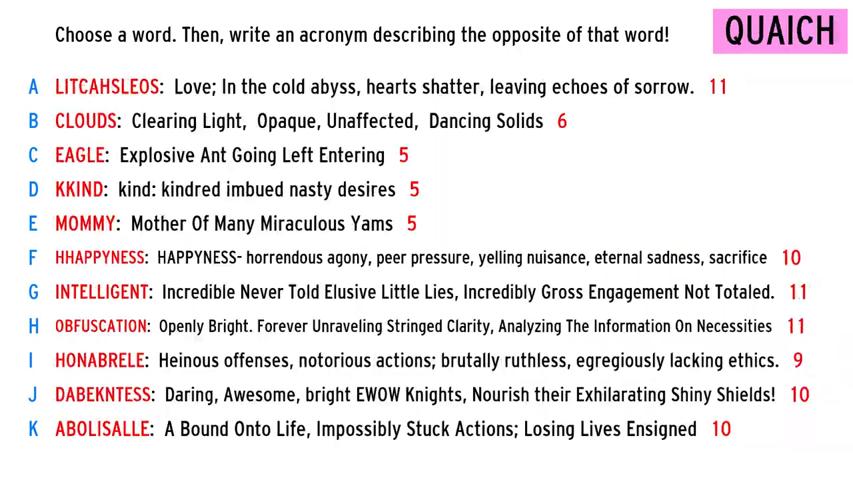 Choose a word. Then, write an acronym describing the opposite of that word!
QUAICH
A LITCAHSLEOS: Love; In the cold abyss, hearts shatter, leaving echoes of sorrow. 11
B CLOUDS: Clearing Light, Opaque, Unaffected, Dancing Solids 6
C EAGLE: Explosive Ant Going Left Entering 5
D KKIND: kind: kindred imbued nasty desires 5
E MOMMY: Mother Of Many Miraculous Yams 5
F HHAPPYNESS: HAPPYNESS- horrendous agony, peer pressure, yelling nuisance, eternal sadness, sacrifice 10
G INTELLIGENT: Incredible Never Told Elusive Little Lies, Incredibly Gross Engagement Not Totaled. 11
H OBFUSCATION: Openly Bright. Forever Unraveling Stringed Clarity, Analyzing The Information On Necessities 11
I HONABRELE: Heinous offenses, notorious actions; brutally ruthless, egregiously lacking ethics. 9
J DABEKNTESS: Daring, Awesome, bright EWOW Knights, Nourish their Exhilarating Shiny Shields! 10
K ABOLISALLE: A Bound Onto Life, Impossibly Stuck Actions; Losing Lives Ensigned 10